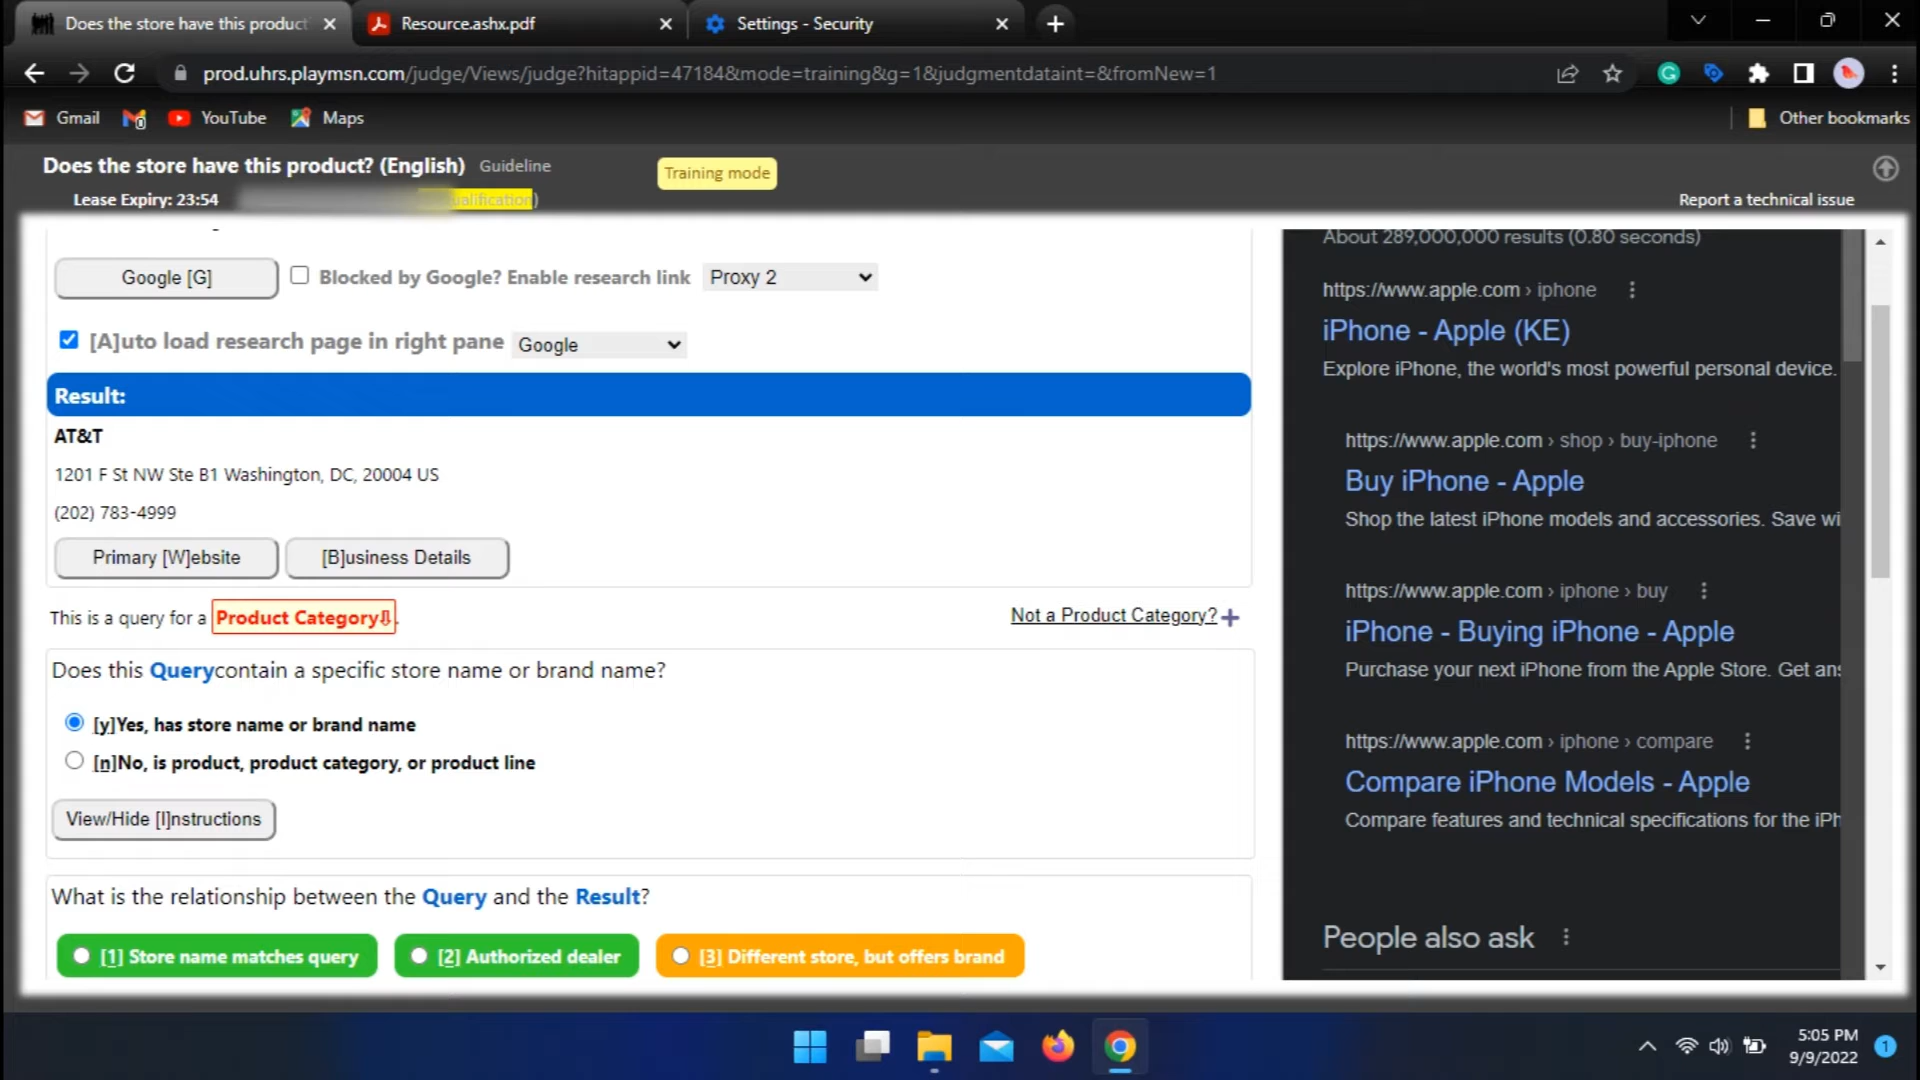 Does the store have this product
Resource.ashx.pdf
Settings - Security
prod.uhrs.playmsn.com/judge/Views/judge?hitappid=47184&mode=training&g=1&judgmentdataint=&fromNew=1
Gmail
YouTube
Maps
Other bookmarks
Does the store have this product? (English)
Guideline
Training mode
Lease Expiry: 23:54
ualification)
Report a technical issue
Google [G]
Blocked by Google? Enable research link
Proxy 2
[A]uto load research page in right pane
Google
Result:
AT&T
1201 F St NW Ste B1 Washington, DC, 20004 US
(202) 783-4999
Primary [W]ebsite
[B]usiness Details
This is a query for a Product Category⇩.
Not a Product Category?
Does this Querycontain a specific store name or brand name?
[y]Yes, has store name or brand name
[n]No, is product, product category, or product line
View/Hide [I]nstructions
What is the relationship between the Query and the Result?
[1] Store name matches query
[2] Authorized dealer
[3] Different store, but offers brand
About 289,000,000 results (0.80 seconds)
https://www.apple.com › iphone
iPhone - Apple (KE)
Explore iPhone, the world's most powerful personal device.
https://www.apple.com › shop › buy-iphone
Buy iPhone - Apple
Shop the latest iPhone models and accessories. Save wi
https://www.apple.com › iphone › buy
iPhone - Buying iPhone - Apple
Purchase your next iPhone from the Apple Store. Get ans
https://www.apple.com › iphone › compare
Compare iPhone Models - Apple
Compare features and technical specifications for the iPh
People also ask
5:05 PM
9/9/2022
1